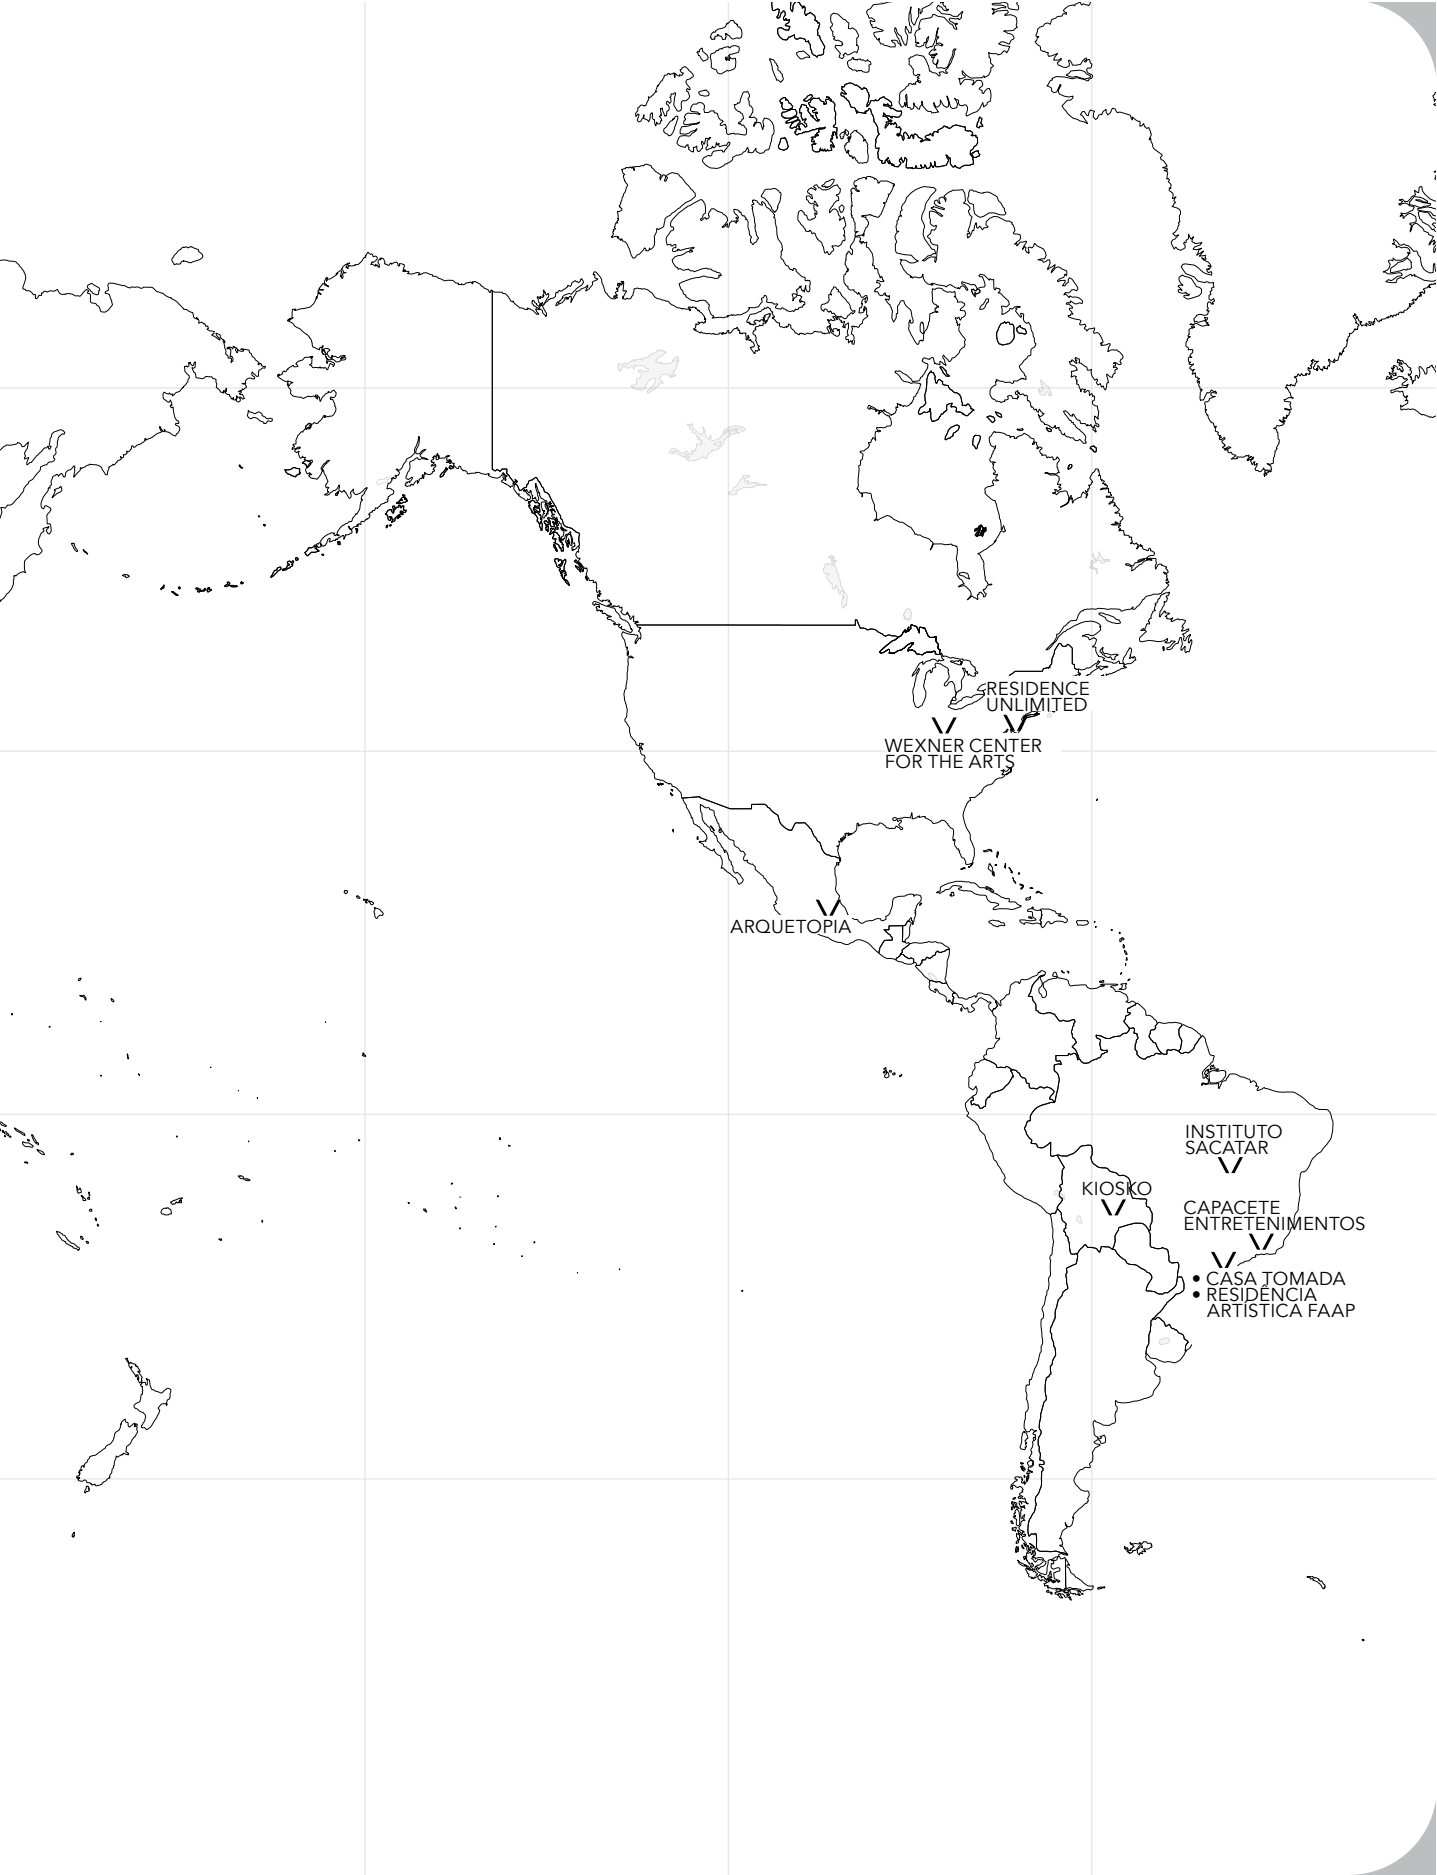 RESIDENCE
UNLIMITED
WEXNER CENTER
FOR THE ARTS
ARQUETOPIA
INSTITUTO
SACATAR
KIOSKO
CAPACETE
ENTRETENIMENTOS
• CASA TOMADA
• RESIDÊNCIA
ARTÍSTICA FAAP